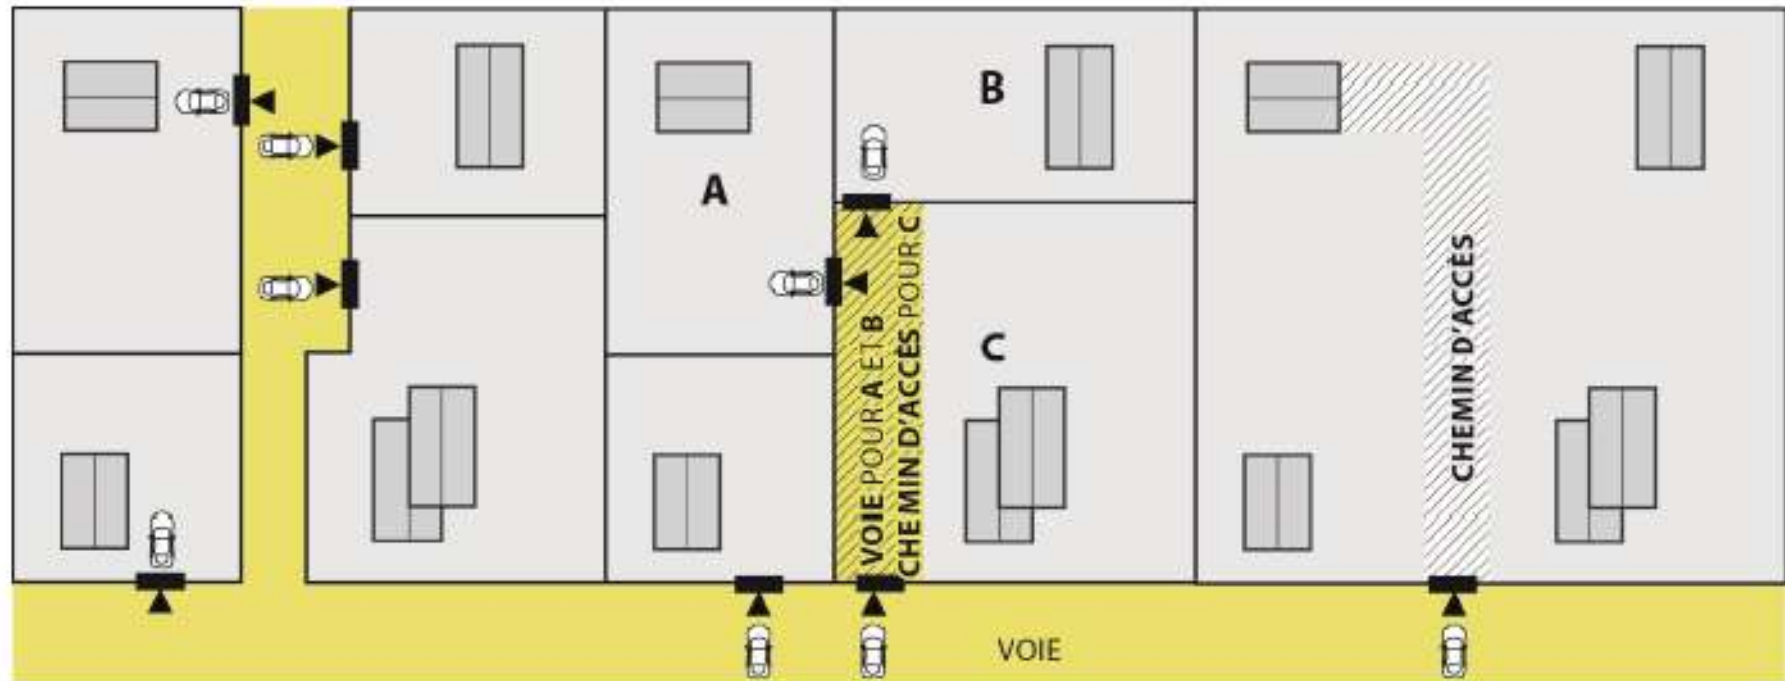 B
A
VOIE POUR A ET B
CHEMIN D'ACCÈS POUR C
C
CHEMIN D'ACCÈS
VOIE